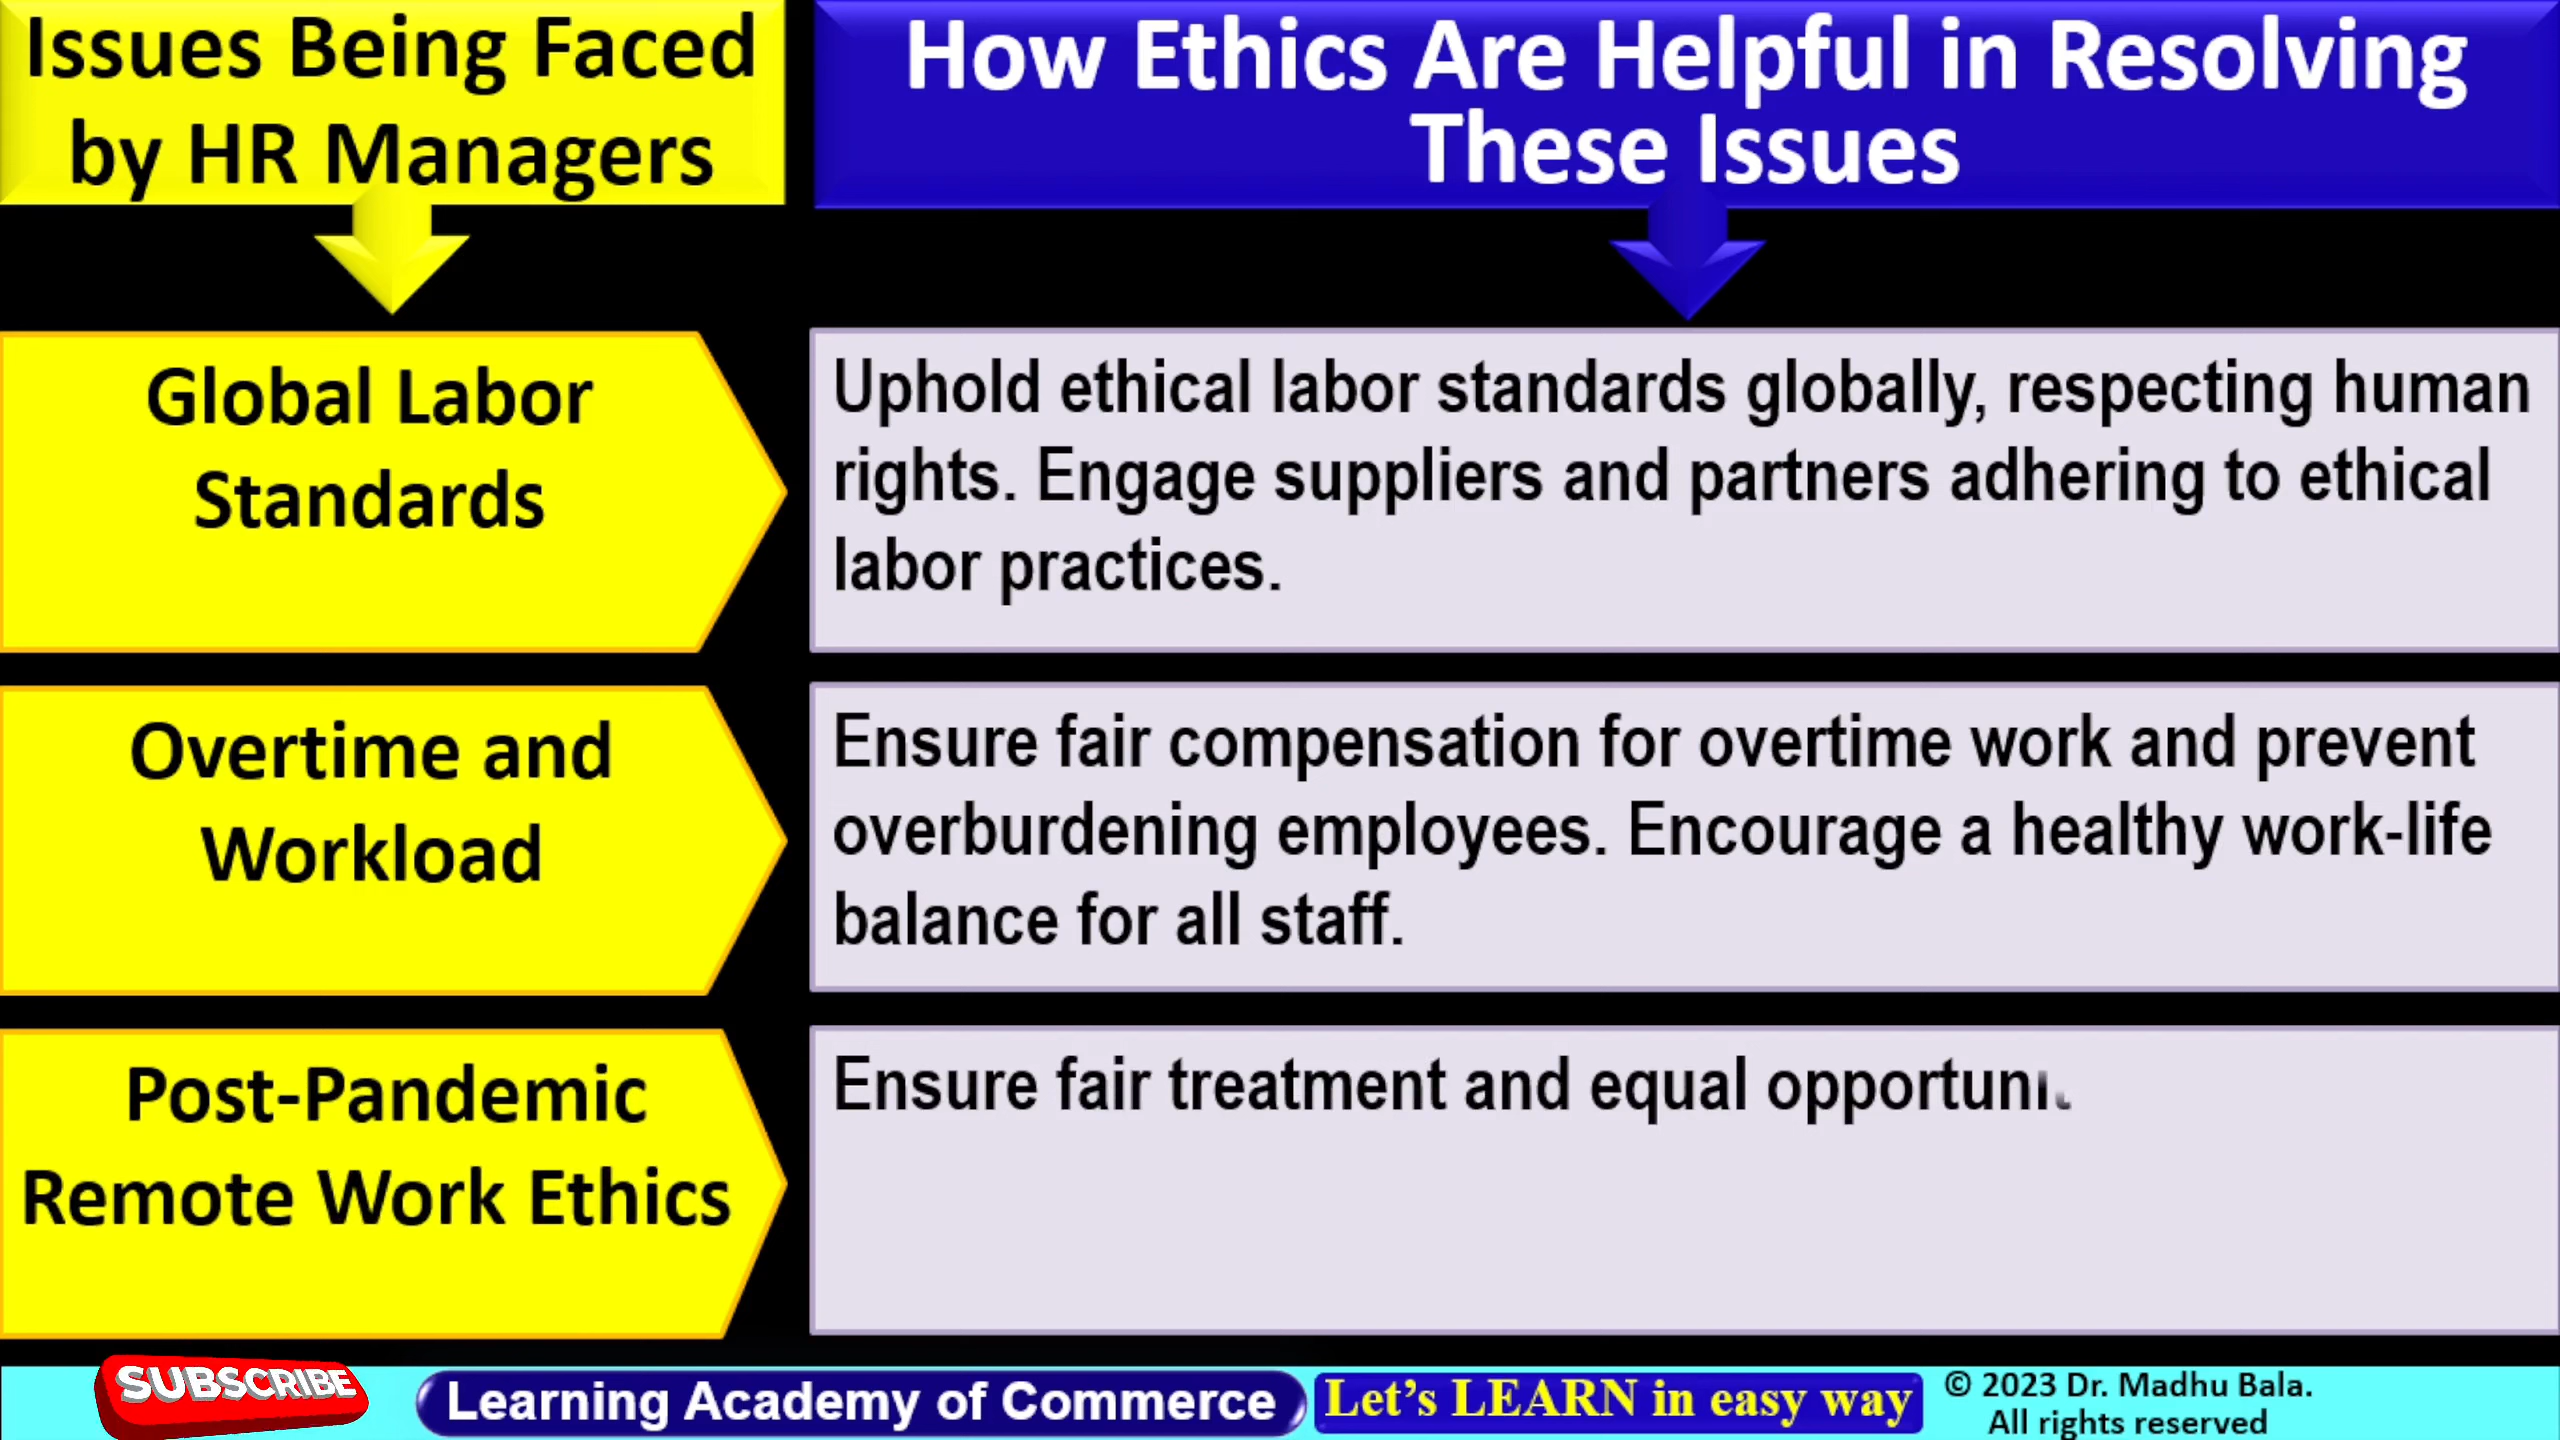 Issues Being Faced
by HR Managers
How Ethics Are Helpful in Resolving
These Issues
Global Labor
Standards
Uphold ethical labor standards globally, respecting human
rights. Engage suppliers and partners adhering to ethical
labor practices.
Overtime and
Workload
Ensure fair compensation for overtime work and prevent
overburdening employees. Encourage a healthy work-life
balance for all staff.
Post-Pandemic
Remote Work Ethics
Ensure fair treatment and equal
SUBSCRIBE
Learning Academy of Commerce
Let's LEARN in easy way
© 2023 Dr. Madhu Bala.
All rights reserved